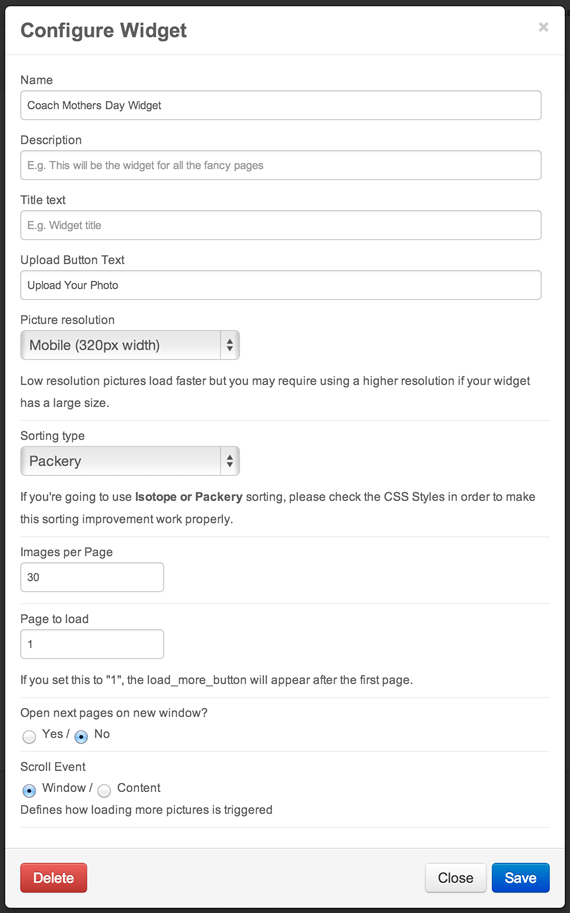 Configure Widget ×
Name
Coach Mothers Day Widget
Description
E.g. This will be the widget for all the fancy pages
Title text
E.g. Widget title
Upload Button Text
Upload Your Photo
Picture resolution
Mobile (320px width)
Low resolution pictures load faster but you may require using a higher resolution if your widget
has a large size.
Sorting type
Packery
If you're going to use Isotope or Packery sorting, please check the CSS Styles in order to make
this sorting improvement work properly.
Images per Page
30
Page to load
1
If you set this to "1", the load_more_button will appear after the first page.
Open next pages on new window?
Yes / No
Scroll Event
Window / Content
Defines how loading more pictures is triggered
Delete Close Save